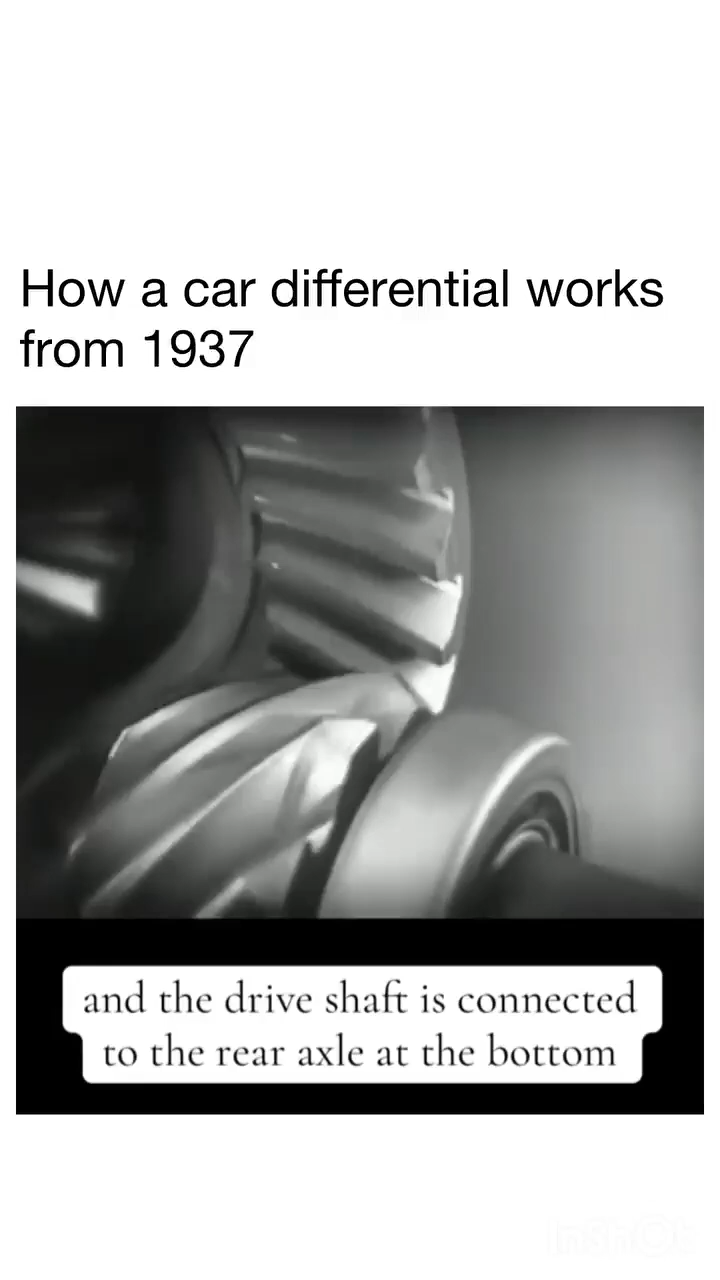 How a car differential works
from 1937
and the drive shaft is connected
to the rear axle at the bottom
InShOt